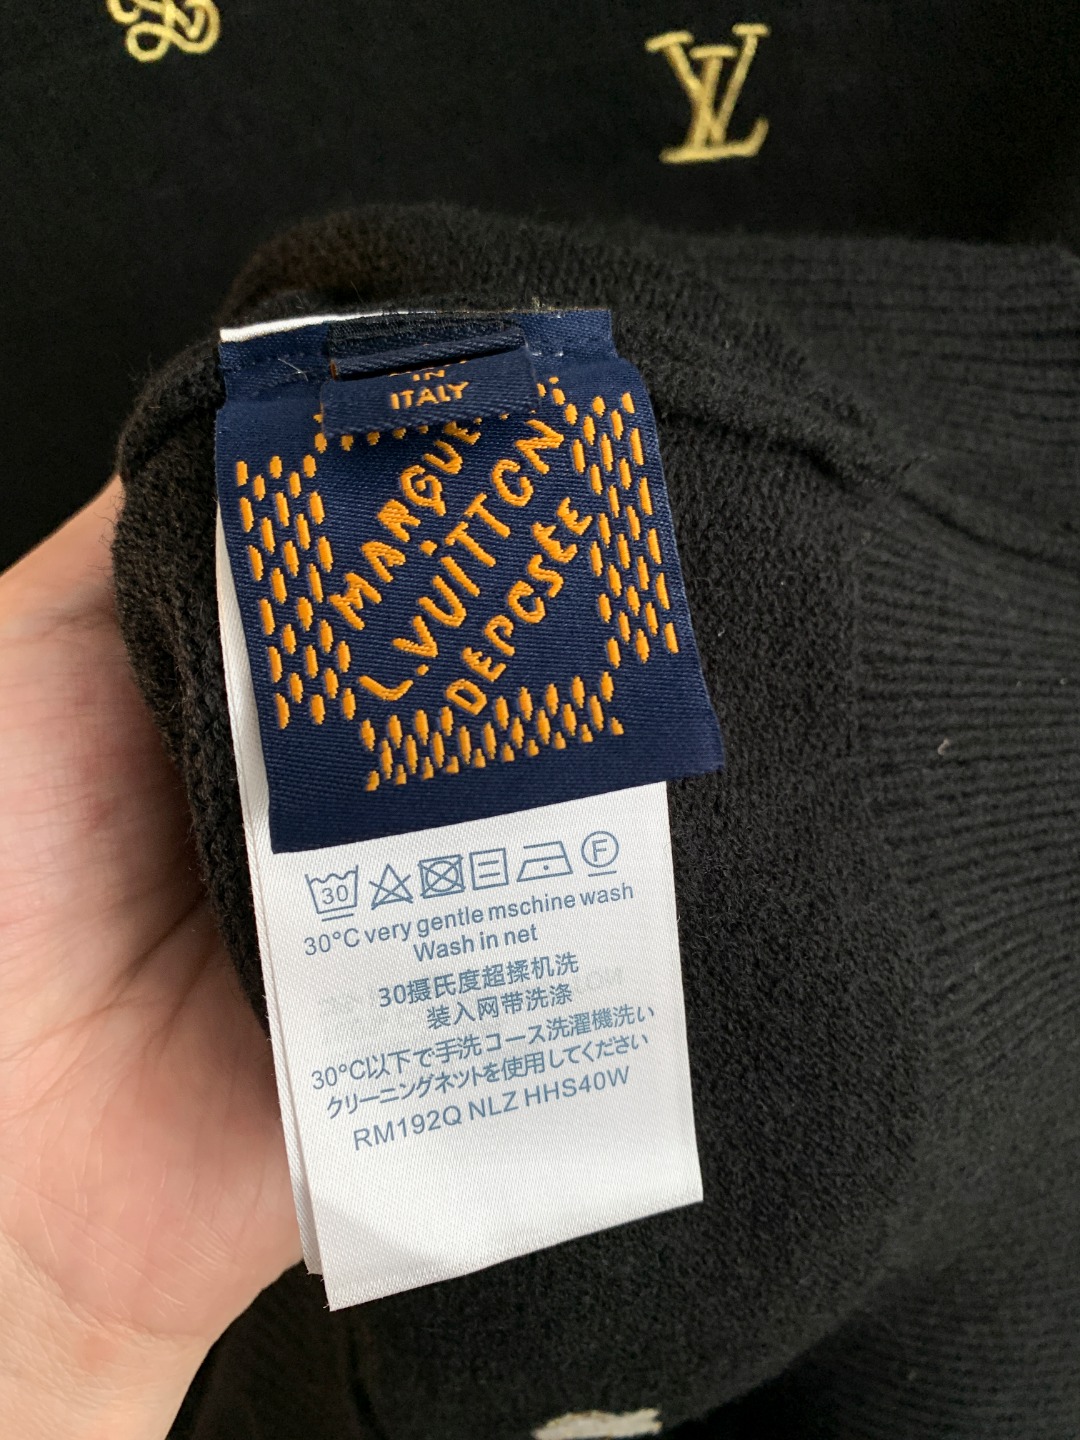 LV
IN
ITALY
MARQUE
L.VUITTCN
DEPCSÉE
30
F
30°C very gentle mschine wash
Wash in net
30摄氏度超揉机洗
装入网带洗涤
30°C以下で手洗コース洗濯機洗い
クリーニングネットを使用してください
RM192Q NLZ HHS40W